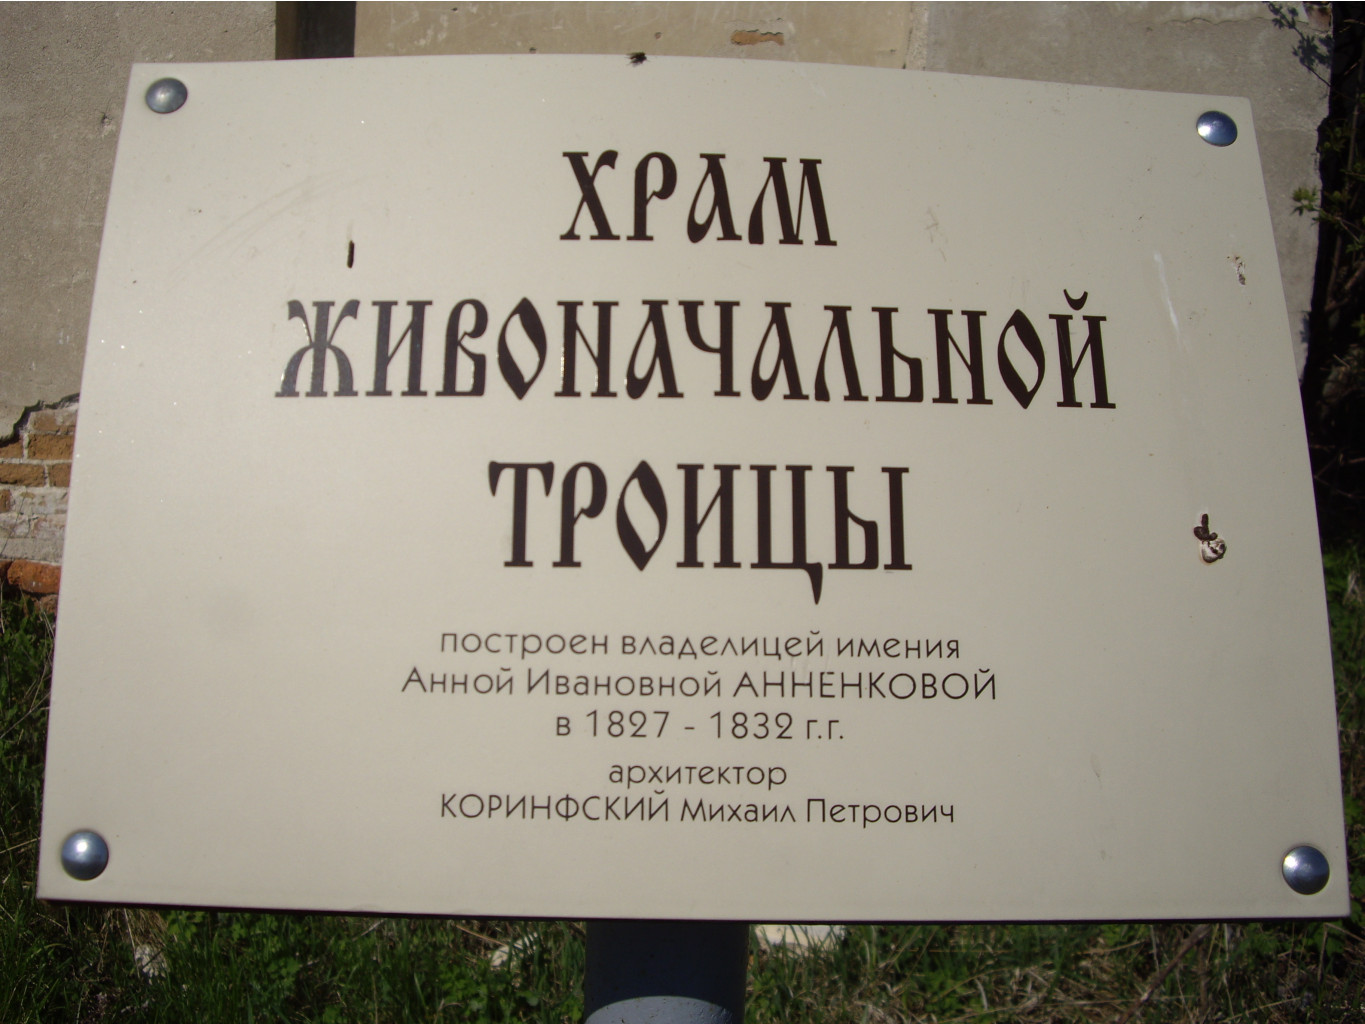 ХРАМ
ЖИВОНАЧАЛЬНОЙ
ТРОИЦЫ
построен владелицей имения
Анной Ивановной АННЕНКОВОЙ
в 1827 - 1832 г.г.
архитектор
КОРИНФСКИЙ Михаил Петрович